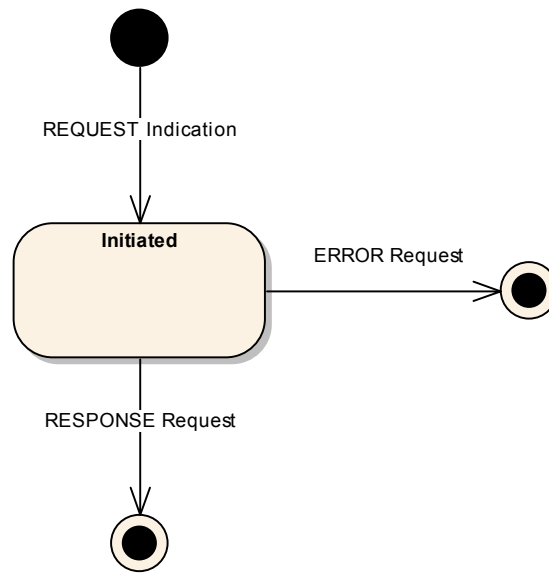 REQUEST Indication
Initiated
ERROR Request
RESPONSE Request